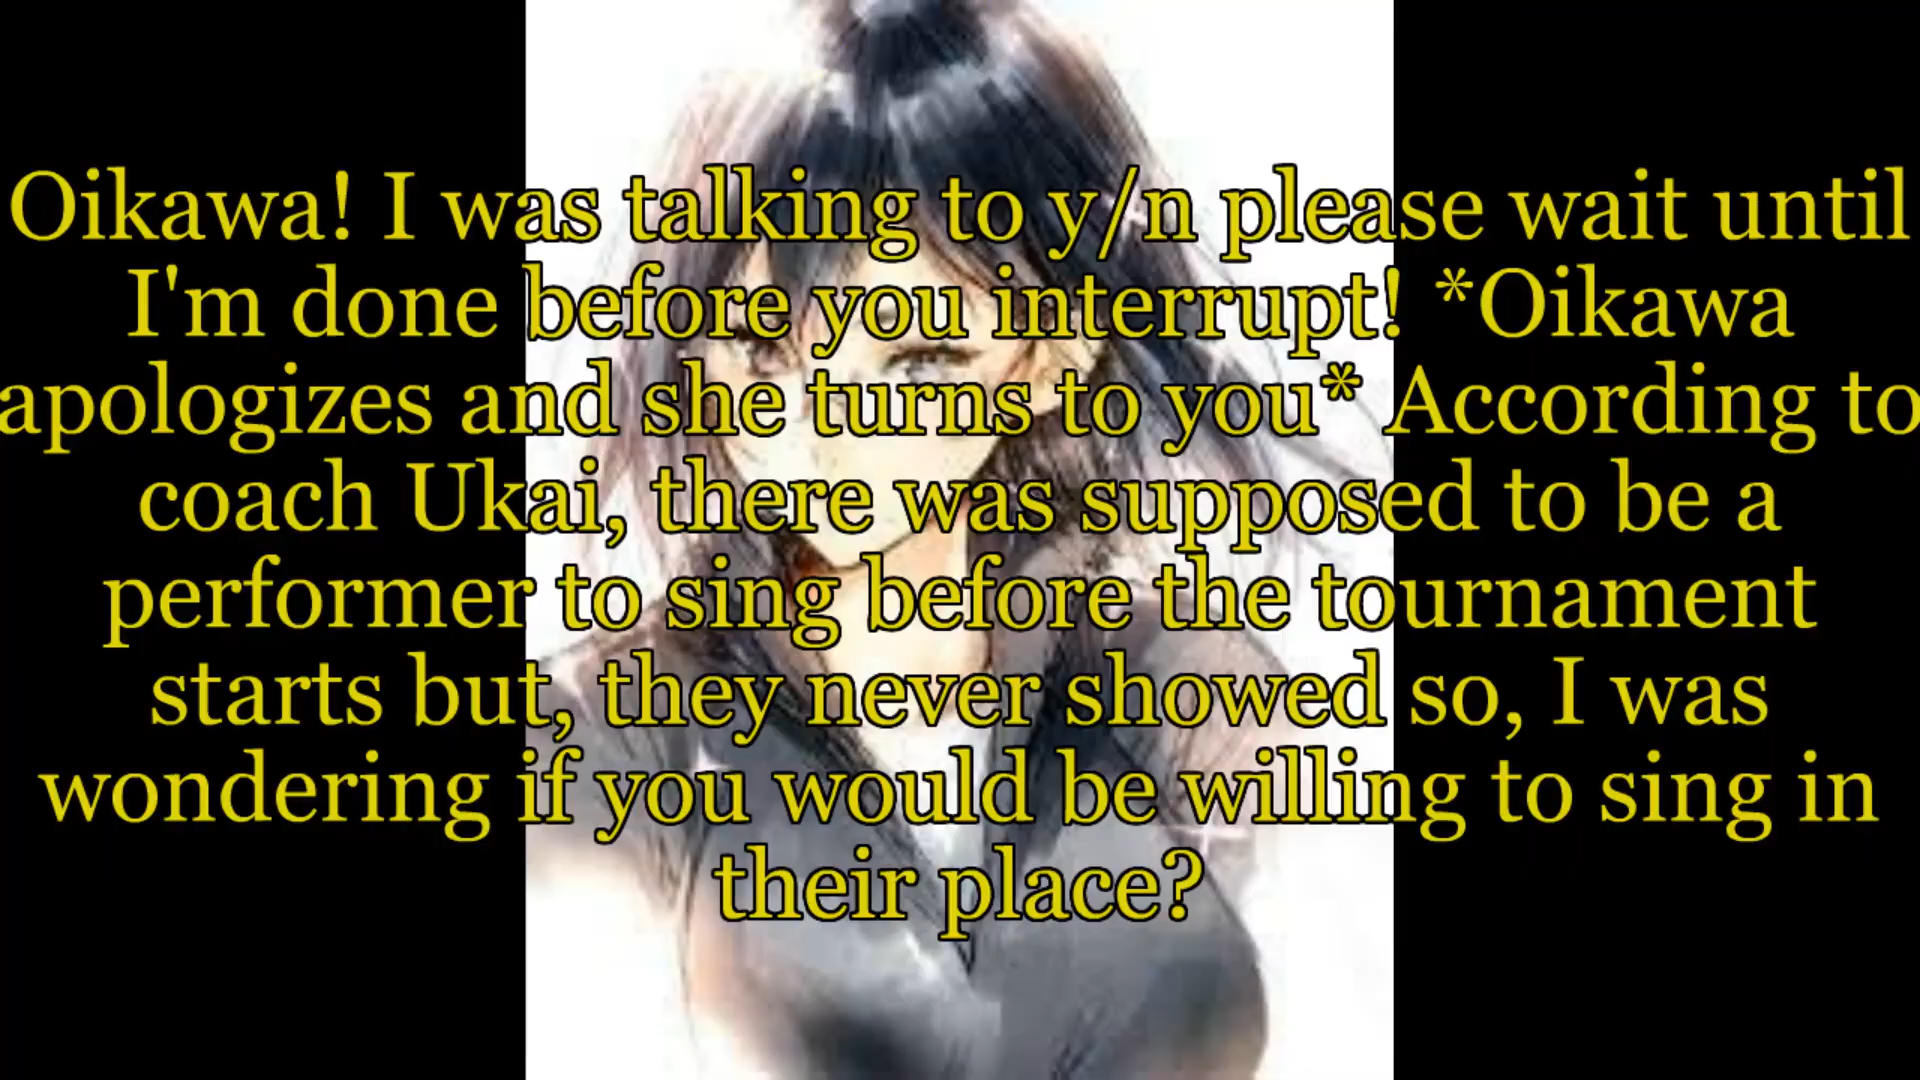 Oikawa! I was talking to y/n please wait until
I'm done before you interrupt! *Oikawa
apologizes and she turns to you* According to
coach Ukai, there was supposed to be a
performer to sing before the tournament
starts but, they never showed so, I was
wondering if you would be willing to sing in
their place?